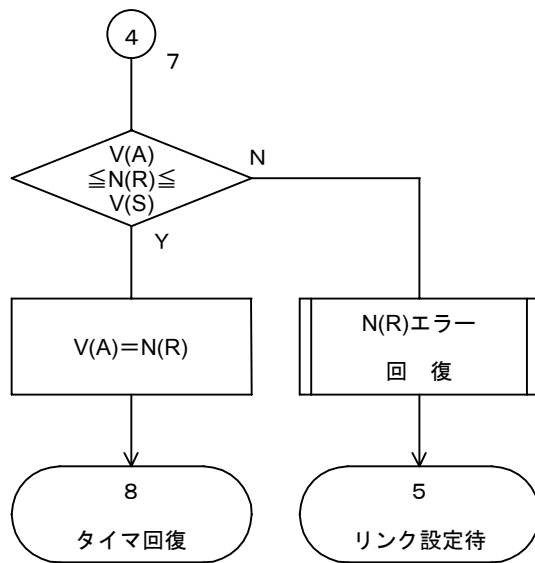 4
7
V(A)
≦N(R)≦
V(S)
N
Y
V(A)＝N(R)
N(R)エラー
回　復
8
タイマ回復
5
リンク設定待